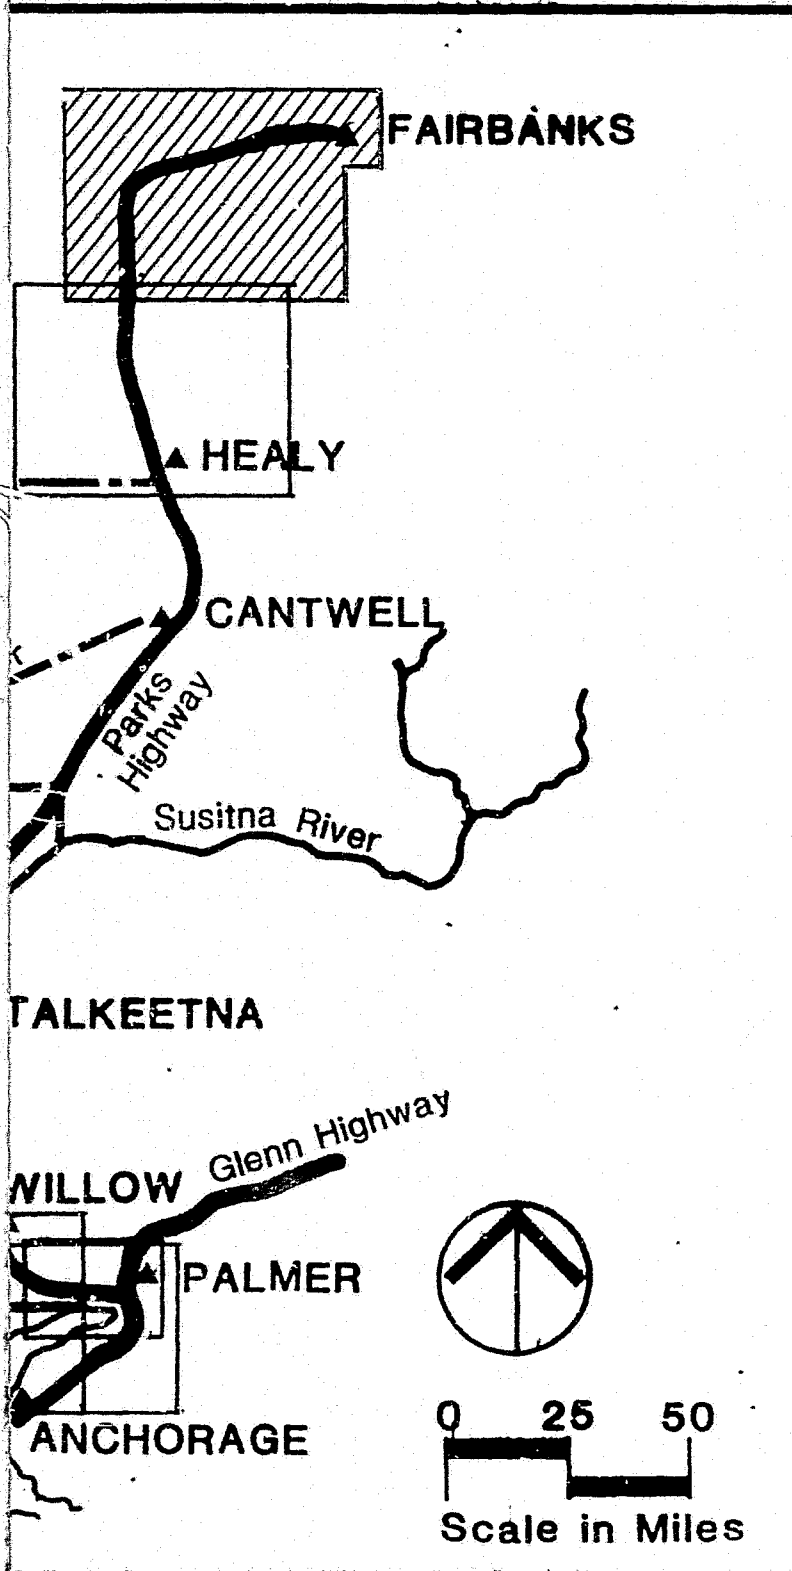 FAIRBANKS
HEALY
CANTWELL
r
Parks
Highway
Susitna River
TALKEETNA
Glenn Highway
WILLOW
PALMER
ANCHORAGE
0 25 50
Scale in Miles